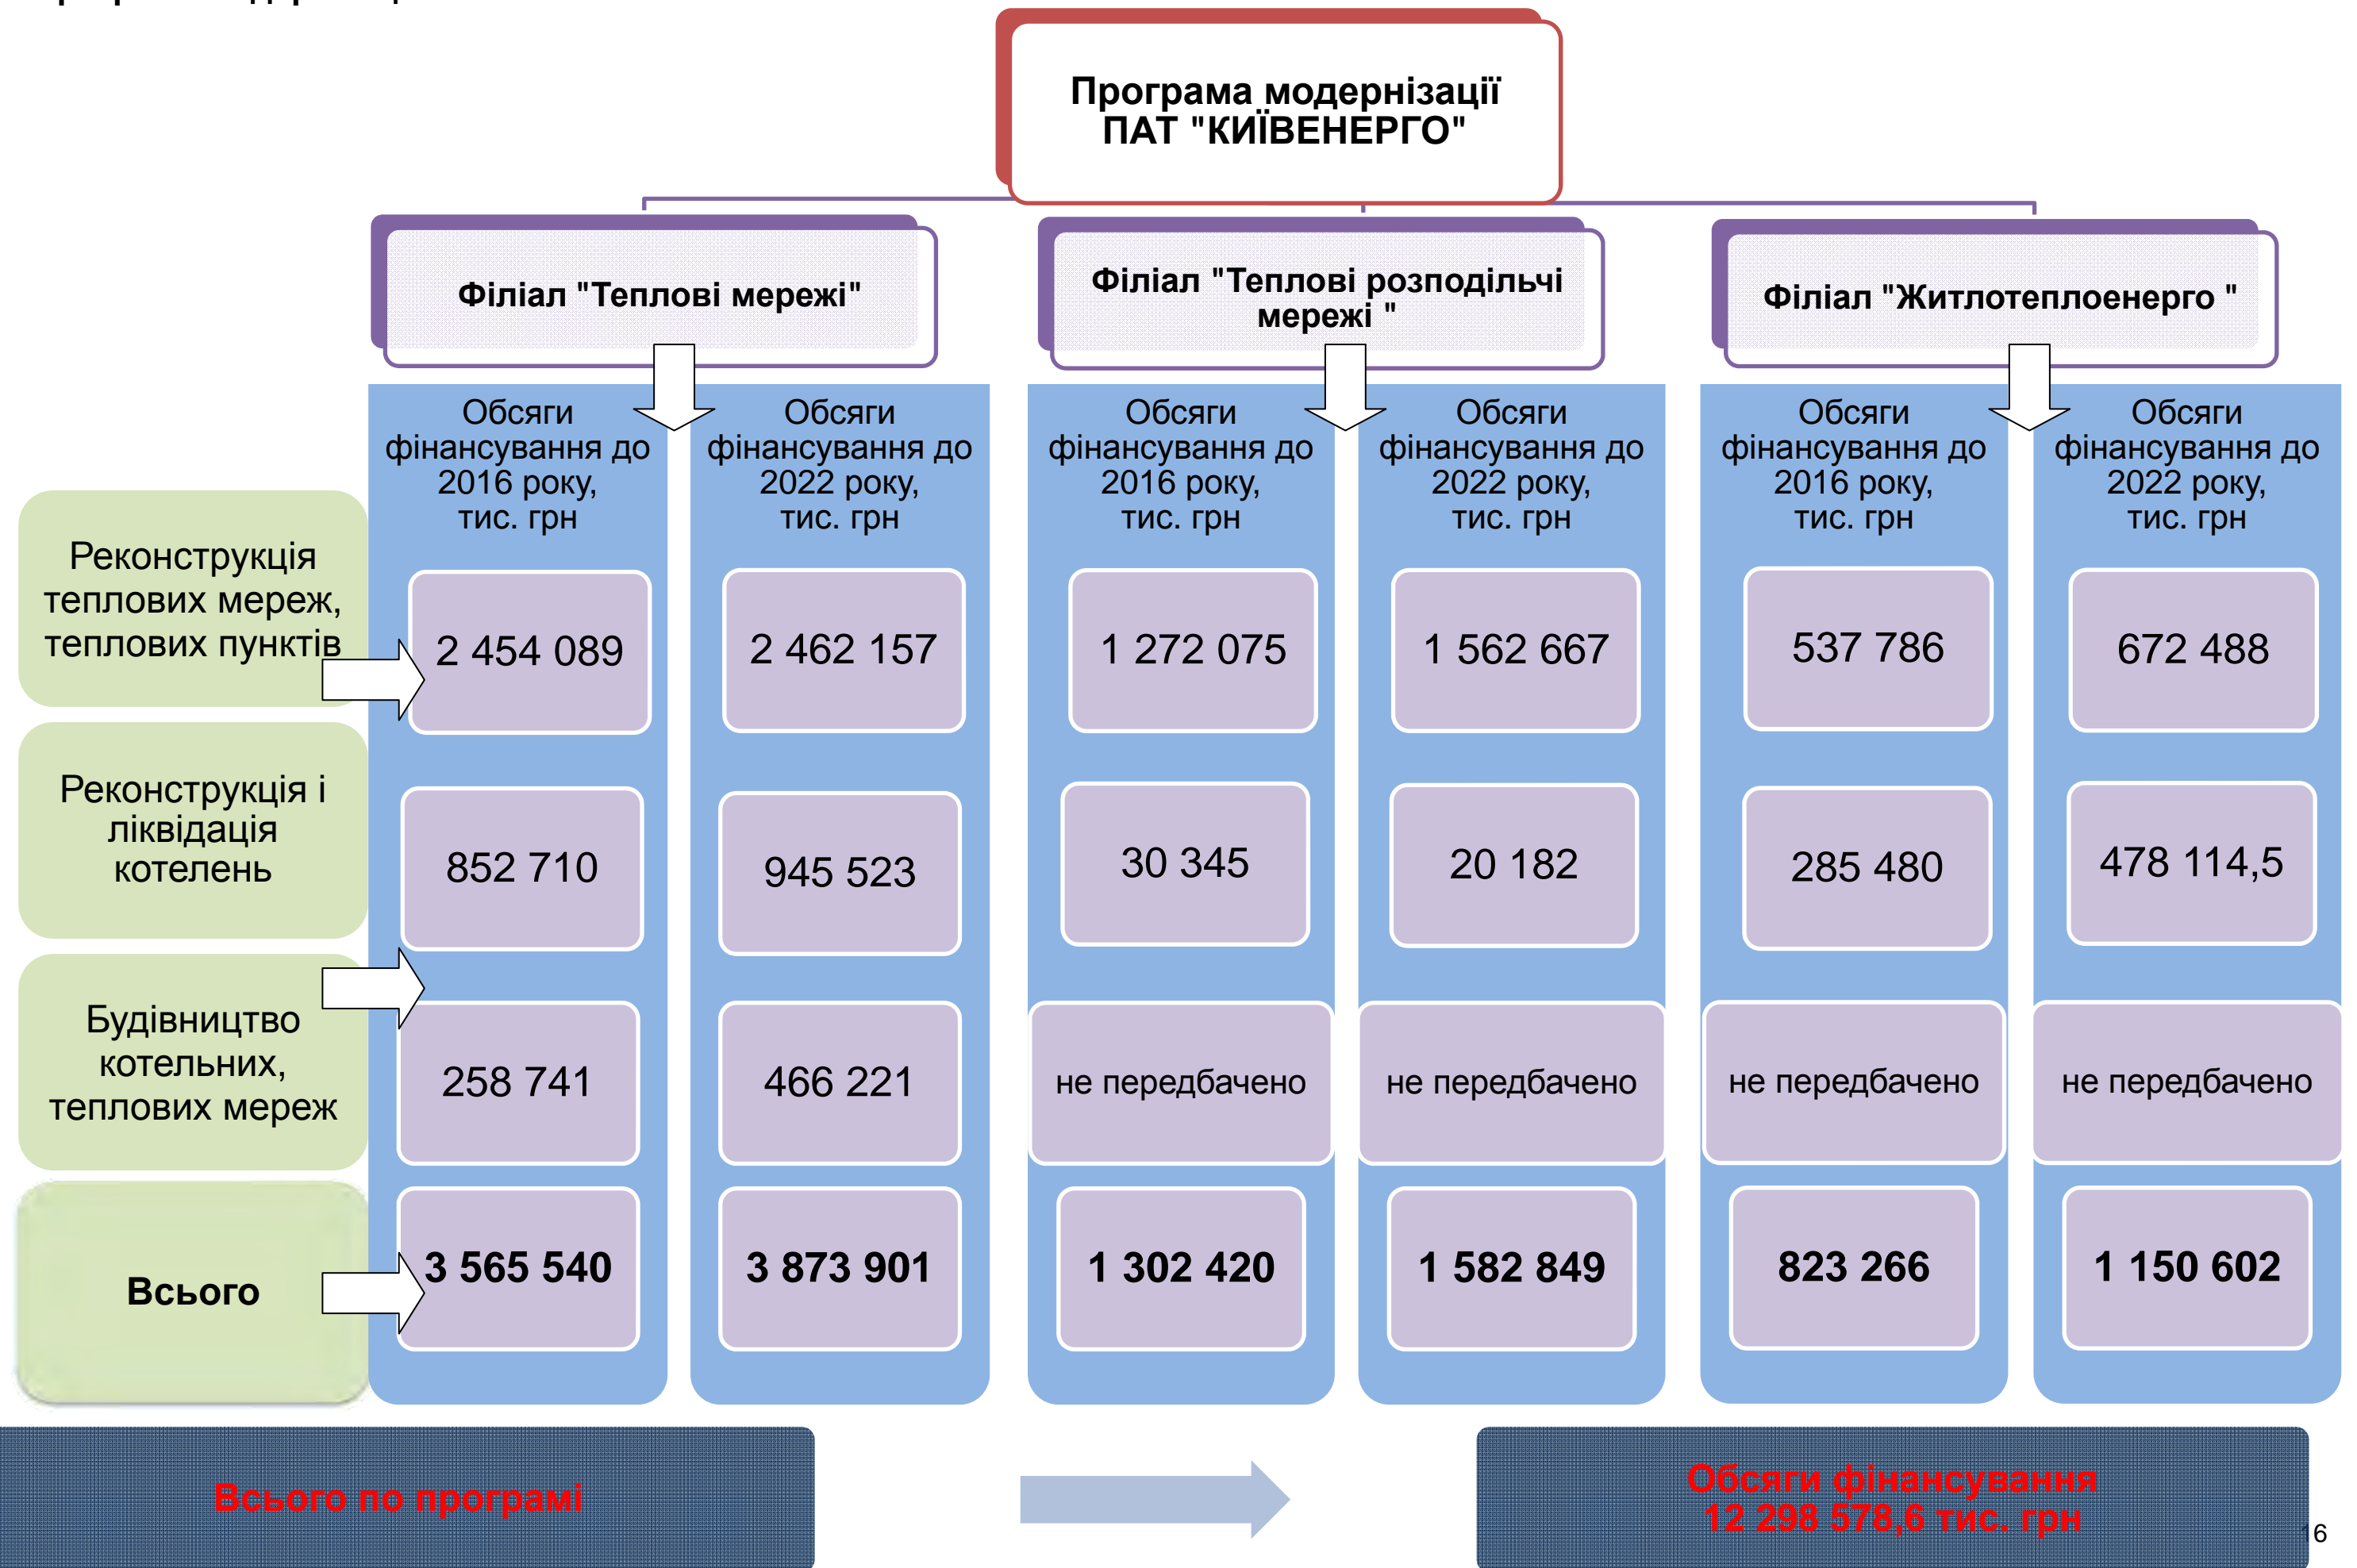 Програма модернізації
ПАТ "КИЇВЕНЕРГО"
Філіал "Теплові мережі"
Філіал "Теплові розподільчі
мережі "
Філіал "Житлотеплоенерго "
Обсяги
фінансування до
2016 року,
тис. грн
Обсяги
фінансування до
2022 року,
тис. грн
Обсяги
фінансування до
2016 року,
тис. грн
Обсяги
фінансування до
2022 року,
тис. грн
Обсяги
фінансування до
2016 року,
тис. грн
Обсяги
фінансування до
2022 року,
тис. грн
Реконструкція
теплових мереж,
теплових пунктів
2 454 089
2 462 157
1 272 075
1 562 667
537 786
672 488
Реконструкція і
ліквідація
котелень
852 710
945 523
30 345
20 182
285 480
478 114,5
Будівництво
котельних,
теплових мереж
258 741
466 221
не передбачено
не передбачено
не передбачено
не передбачено
Всього
3 565 540
3 873 901
1 302 420
1 582 849
823 266
1 150 602
Всього по програмі
Обсяги фінансування
12 298 578,6 тис. грн
16